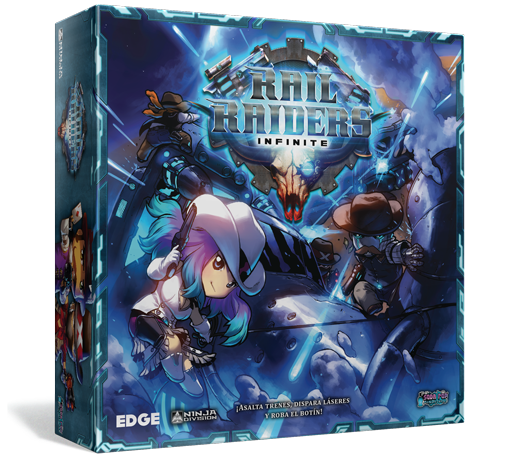 RAIL
RAIDERS
INFINITE
¡ASALTA TRENES, DISPARA LÁSERES
Y ROBA EL BOTÍN!
EDGE
NINJA
DIVISION